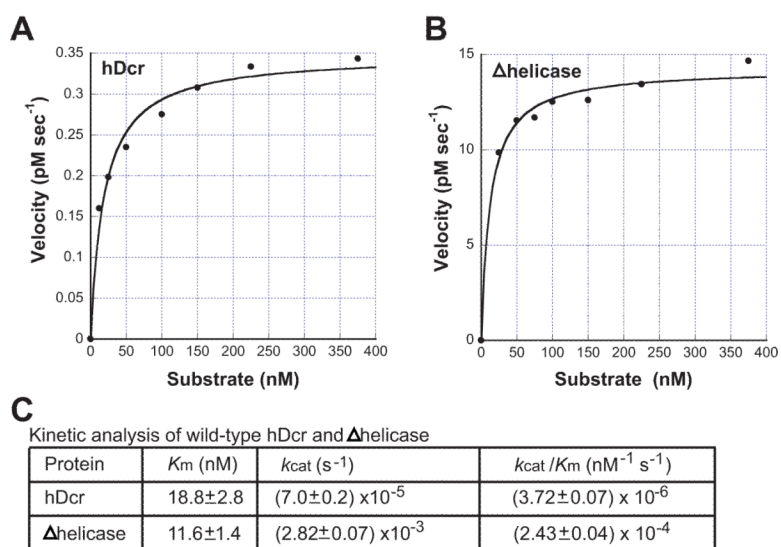 A
hDcr
Velocity (pM sec-1)
0.35
0.3
0.25
0.2
0.15
0.1
0.05
0
0 50 100 150 200 250 300 350 400
Substrate (nM)
B
Δhelicase
Velocity (pM sec-1)
15
10
5
0
0 50 100 150 200 250 300 350 400
Substrate (nM)
C
Kinetic analysis of wild-type hDcr and Δhelicase
Protein Km (nM) kcat (s-1) kcat /Km (nM-1 s-1)
hDcr 18.8±2.8 (7.0±0.2) x10-5 (3.72±0.07) x 10-6
Δhelicase 11.6±1.4 (2.82±0.07) x10-3 (2.43±0.04) x 10-4